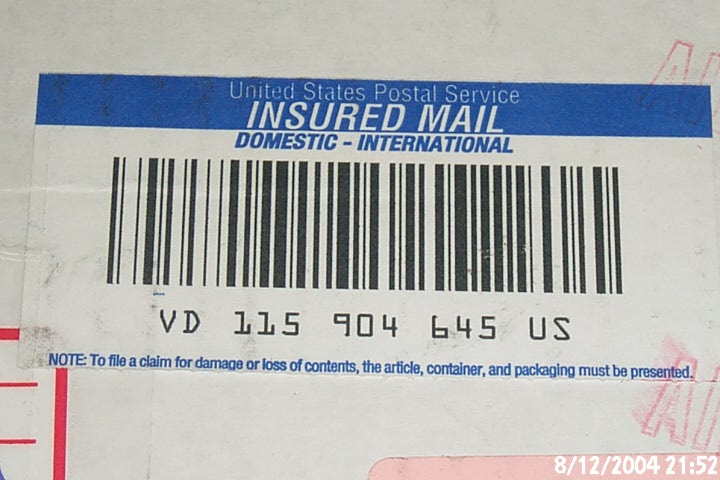 United States Postal Service
INSURED MAIL
DOMESTIC - INTERNATIONAL
VD 115 904 645 US
NOTE: To file a claim for damage or loss of contents, the article, container, and packaging must be presented.
8/12/2004 21:52